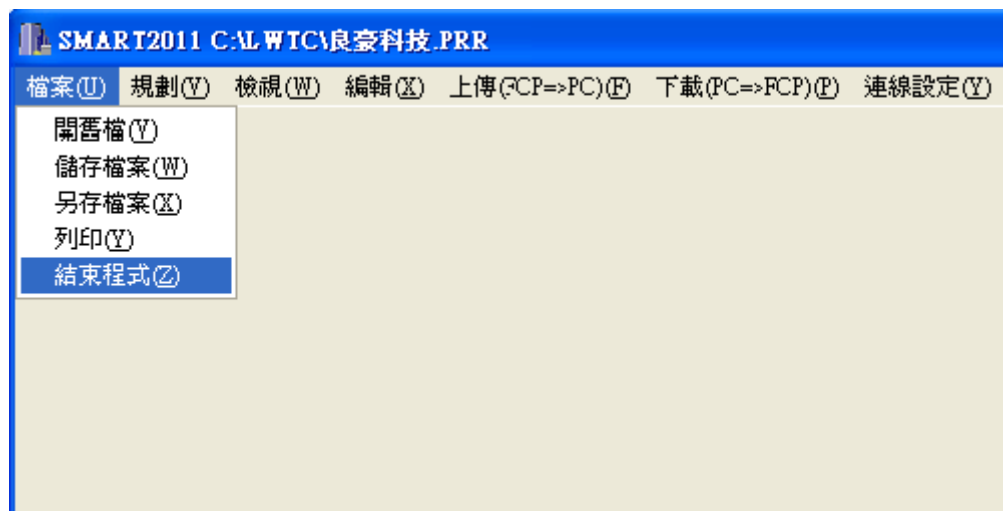 SMART2011 C:\LWTC\良豪科技.PRR
檔案(U) 規劃(V) 檢視(W) 編輯(X) 上傳(FCP=>PC)(F) 下載(PC=>FCP)(P) 連線設定(Y)
開舊檔(V)
儲存檔案(W)
另存檔案(X)
列印(Y)
結束程式(Z)